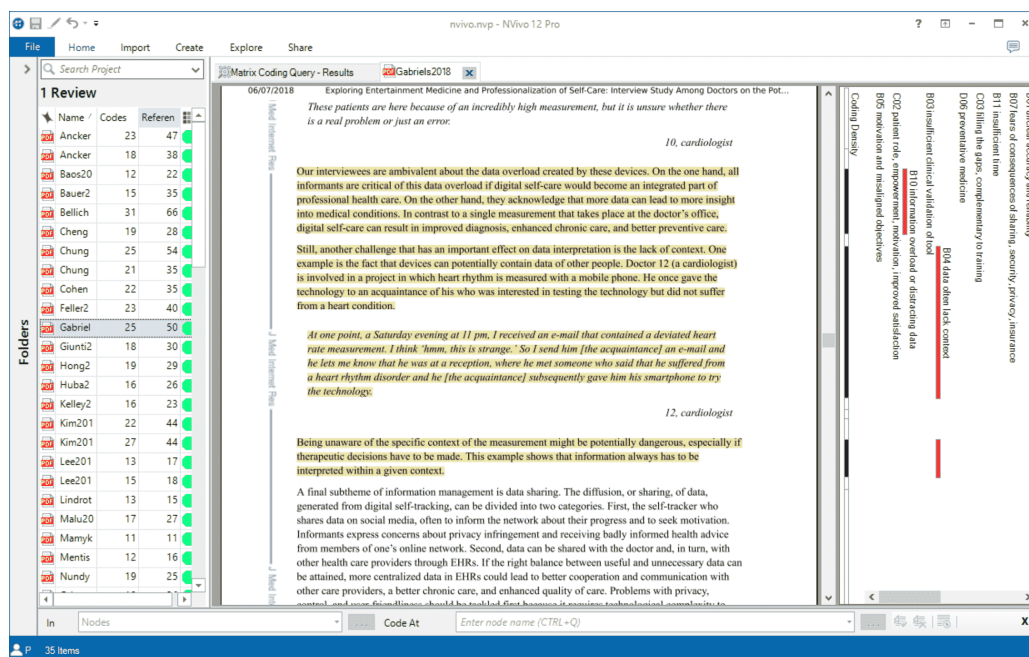 nvivo.nvp - NVivo 12 Pro
File Home Import Create Explore Share
Search Project
Matrix Coding Query - Results
Gabriels2018
1 Review
Name Codes Referen
Ancker 23 47
Ancker 18 38
Baos20 12 22
Bauer2 15 35
Bellich 31 66
Cheng 19 28
Chung 25 54
Chung 21 35
Cohen 22 35
Feller2 23 40
Gabriel 25 50
Giunti2 18 30
Hong2 19 29
Huba2 16 26
Kelley2 16 23
Kim201 22 44
Kim201 27 44
Lee201 13 17
Lee201 15 18
Lindrot 13 15
Malu20 17 27
Mamyk 11 11
Mentis 12 16
Nundy 19 25
Folders
06/07/2018 Exploring Entertainment Medicine and Professionalization of Self-Care: Interview Study Among Doctors on the Pot...
J Med Internet Res
These patients are here because of an incredibly high measurement, but it is unsure whether there
is a real problem or just an error.
10, cardiologist
Our interviewees are ambivalent about the data overload created by these devices. On the one hand, all
informants are critical of this data overload if digital self-care would become an integrated part of
professional health care. On the other hand, they acknowledge that more data can lead to more insight
into medical conditions. In contrast to a single measurement that takes place at the doctor's office,
digital self-care can result in improved diagnosis, enhanced chronic care, and better preventive care.
Still, another challenge that has an important effect on data interpretation is the lack of context. One
example is the fact that devices can potentially contain data of other people. Doctor 12 (a cardiologist)
is involved in a project in which heart rhythm is measured with a mobile phone. He once gave the
technology to an acquaintance of his who was interested in testing the technology but did not suffer
from a heart condition.
J Med Internet Res
At one point, a Saturday evening at 11 pm, I received an e-mail that contained a deviated heart
rate measurement. I think 'hmm, this is strange.' So I send him [the acquaintance] an e-mail and
he lets me know that he was at a reception, where he met someone who said that he suffered from
a heart rhythm disorder and he [the acquaintance] subsequently gave him his smartphone to try
the technology.
12, cardiologist
Being unaware of the specific context of the measurement might be potentially dangerous, especially if
therapeutic decisions have to be made. This example shows that information always has to be
interpreted within a given context.
A final subtheme of information management is data sharing. The diffusion, or sharing, of data,
generated from digital self-tracking, can be divided into two categories. First, the self-tracker who
shares data on social media, often to inform the network about their progress and to seek motivation.
Informants express concerns about privacy infringement and receiving badly informed health advice
from members of one's online network. Second, data can be shared with the doctor and, in turn, with
other health care providers through EHRs. If the right balance between useful and unnecessary data can
be attained, more centralized data in EHRs could lead to better cooperation and communication with
other care providers, a better chronic care, and enhanced quality of care. Problems with privacy,
control, and user-friendliness should be tackled first because it requires technological complexity to
J Med Int
Coding Density
B05 motivation and misaligned objectives
C02 patient role, empowerment, motivation, improved satisfaction
B10 information overload or distracting data
B03 insufficient clinical validation of tool
B04 data often lack context
D06 preventative medicine
C03 filling the gaps, complementary to training
B11 insufficient time
B07 fears of consequences of sharing, security, privacy, insurance
In Nodes Code At Enter node name (CTRL+Q) X
P 35 Items